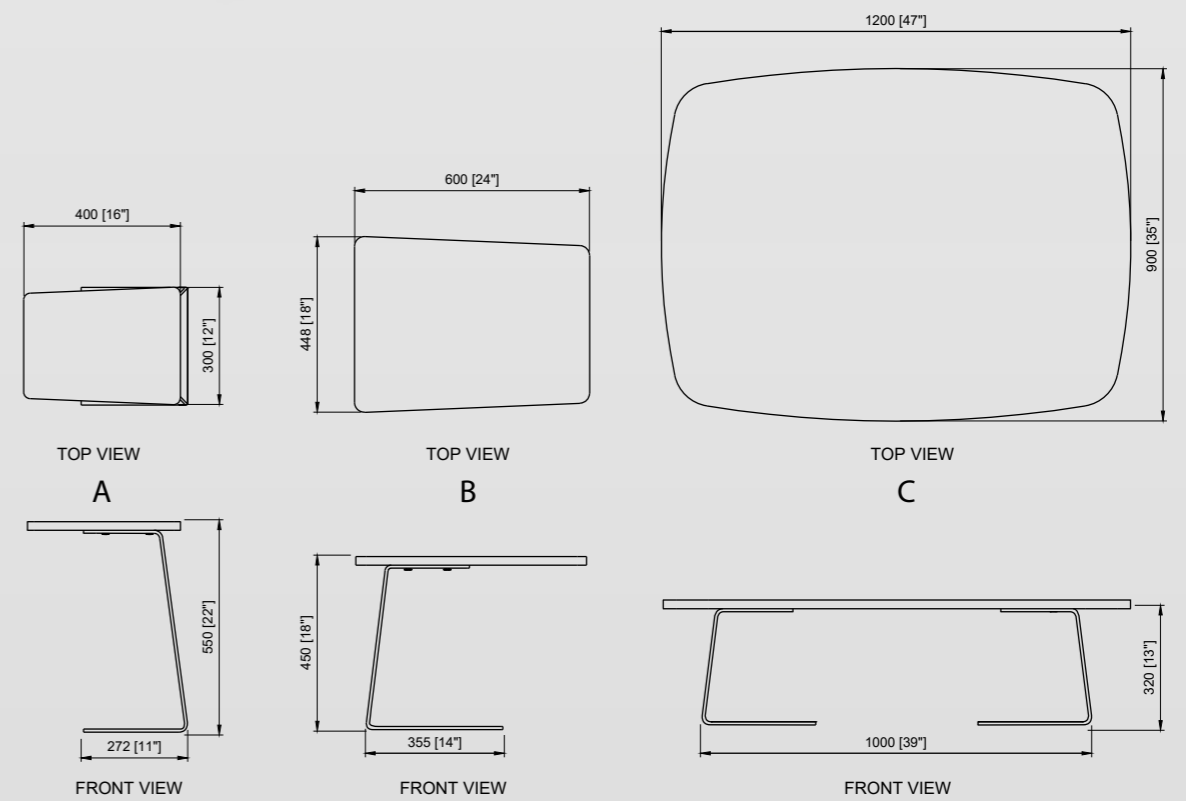 1200 [47"]
900 [35"]
600 [24"]
448 [18"]
400 [16"]
300 [12"]
TOP VIEW
TOP VIEW
TOP VIEW
A
B
C
550 [22"]
450 [18"]
320 [13"]
272 [11"]
355 [14"]
1000 [39"]
FRONT VIEW
FRONT VIEW
FRONT VIEW